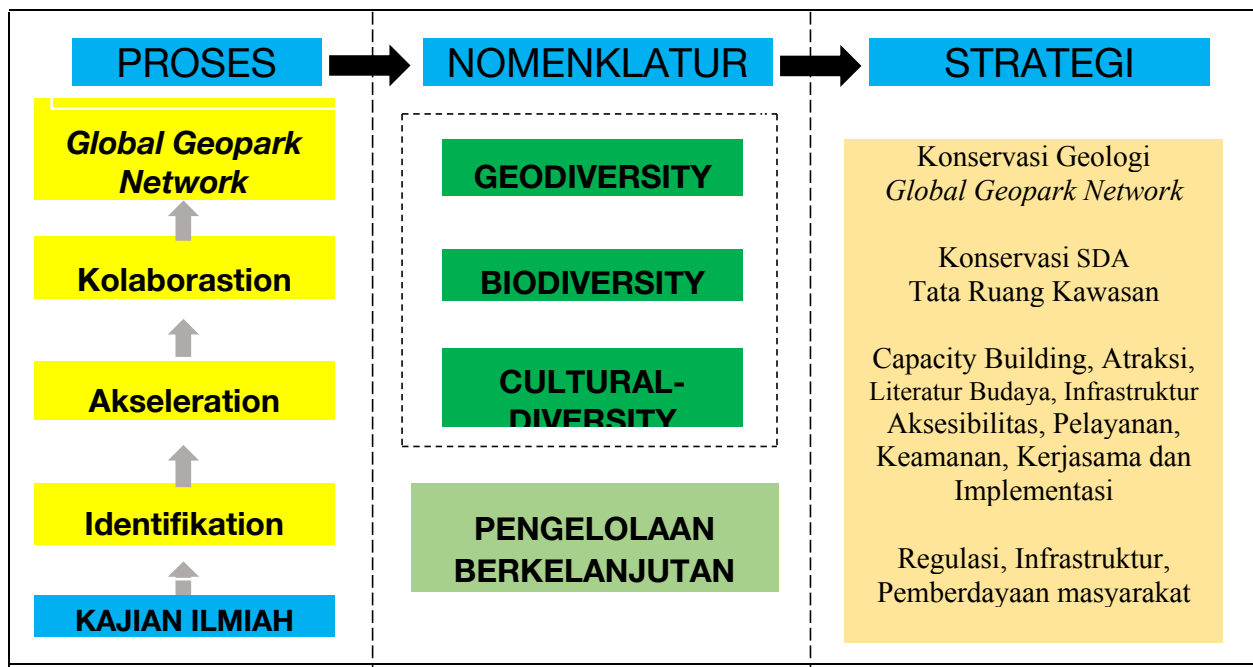 PROSES
NOMENKLATUR
STRATEGI
Global Geopark
Network
Kolaborastion
Akseleration
Identifikation
KAJIAN ILMIAH
GEODIVERSITY
BIODIVERSITY
CULTURAL-
DIVERSITY
PENGELOLAAN
BERKELANJUTAN
Konservasi Geologi
Global Geopark Network
Konservasi SDA
Tata Ruang Kawasan
Capacity Building, Atraksi,
Literatur Budaya, Infrastruktur
Aksesibilitas, Pelayanan,
Keamanan, Kerjasama dan
Implementasi
Regulasi, Infrastruktur,
Pemberdayaan masyarakat